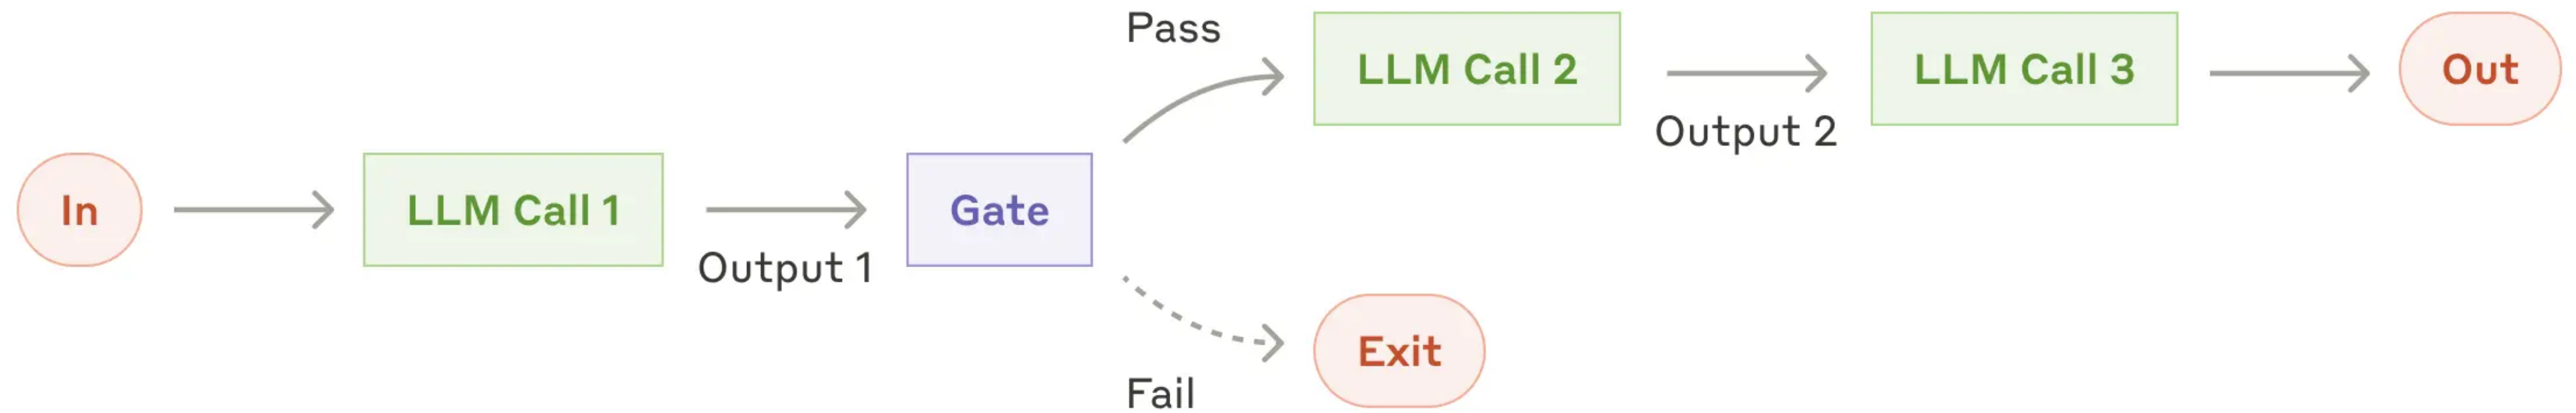 In
LLM Call 1
Output 1
Gate
Pass
LLM Call 2
Output 2
LLM Call 3
Out
Fail
Exit